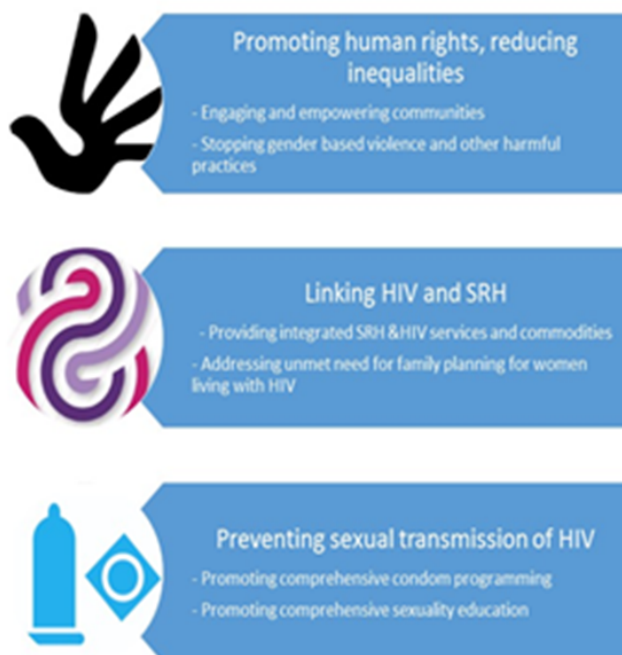 Promoting human rights, reducing
inequalities
- Engaging and empowering communities
- Stopping gender based violence and other harmful
practices
Linking HIV and SRH
- Providing integrated SRH &HIV services and commodities
- Addressing unmet need for family planning for women
living with HIV
Preventing sexual transmission of HIV
- Promoting comprehensive condom programming
- Promoting comprehensive sexuality education